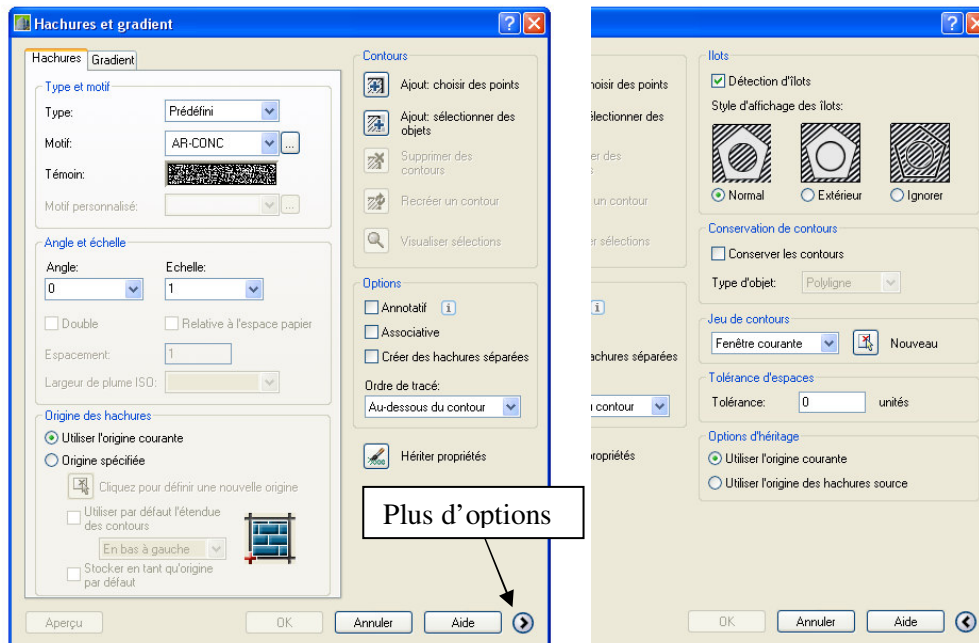 Hachures et gradient
Hachures
Gradient
Type et motif
Type:
Prédéfini
Motif:
AR-CONC
...
Témoin:
Motif personnalisé:
...
Angle et échelle
Angle:
Echelle:
0
1
Double
Relative à l'espace papier
Espacement:
1
Largeur de plume ISO:
Origine des hachures
Utiliser l'origine courante
Origine spécifiée
Cliquez pour définir une nouvelle origine
Utiliser par défaut l'étendue
des contours
En bas à gauche
Stocker en tant qu'origine
par défaut
Aperçu
OK
Annuler
Aide
Contours
Ajout: choisir des points
Ajout: sélectionner des
objets
Supprimer des
contours
Recréer un contour
Visualiser sélections
Options
Annotatif
Associative
Créer des hachures séparées
Ordre de tracé:
Au-dessous du contour
Hériter propriétés
Plus d'options
hoisir des points
électionner des
er des
s
un contour
er sélections
achures séparées
u contour
ropriétés
Ilots
Détection d'îlots
Style d'affichage des îlots:
Normal
Extérieur
Ignorer
Conservation de contours
Conserver les contours
Type d'objet:
Polyligne
Jeu de contours
Fenêtre courante
Nouveau
Tolérance d'espaces
Tolérance:
0
unités
Options d'héritage
Utiliser l'origine courante
Utiliser l'origine des hachures source
OK
Annuler
Aide